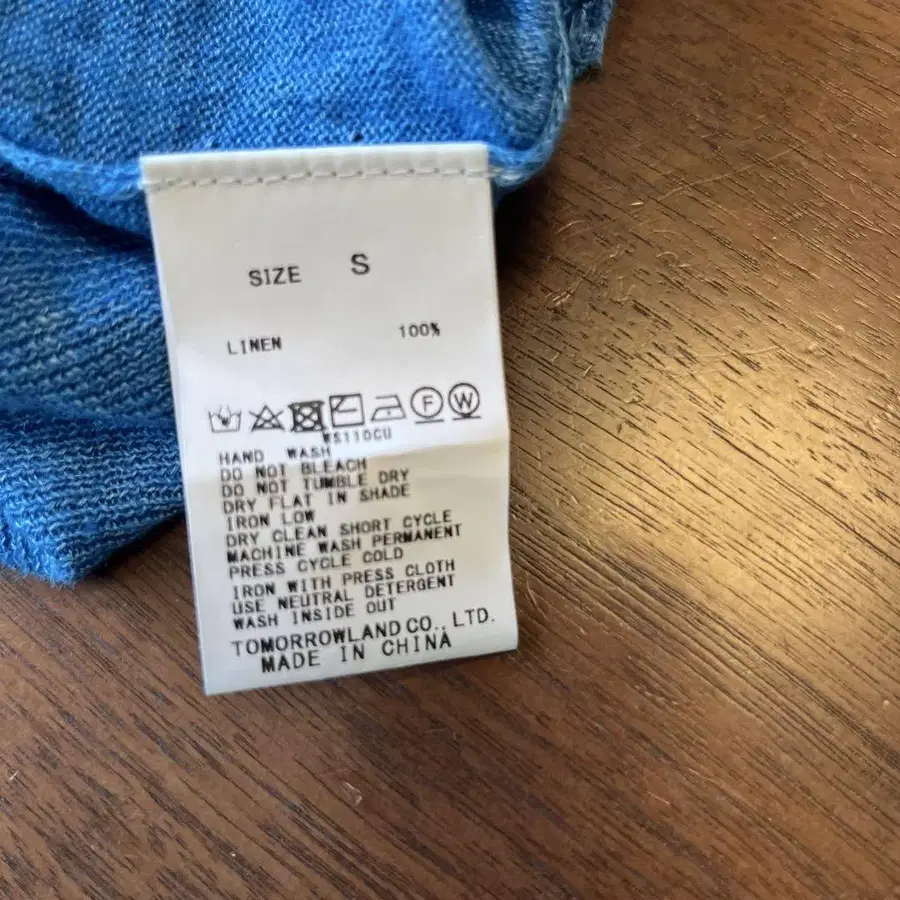 SIZE S
LINEN 100%
F W
WS110CU
HAND WASH
DO NOT BLEACH
DO NOT TUMBLE DRY
DRY FLAT IN SHADE
IRON LOW
DRY CLEAN SHORT CYCLE
MACHINE WASH PERMANENT
PRESS CYCLE COLD
IRON WITH PRESS CLOTH
USE NEUTRAL DETERGENT
WASH INSIDE OUT
TOMORROWLAND CO., LTD.
MADE IN CHINA